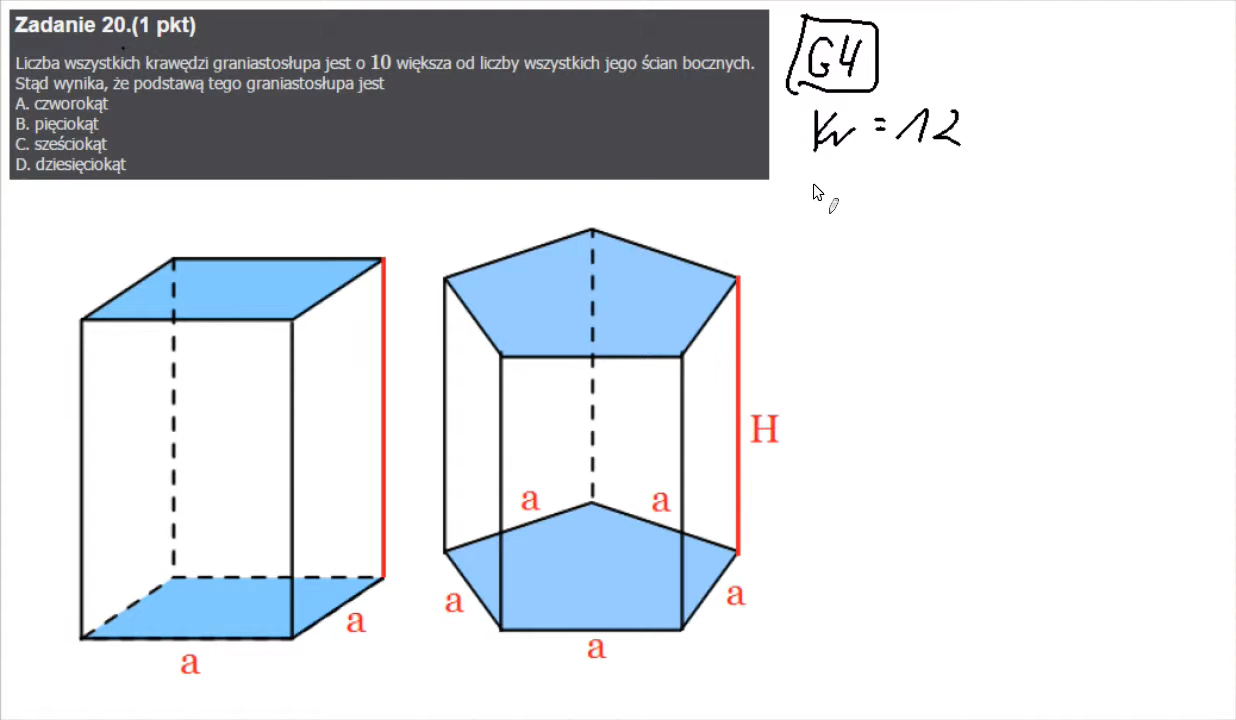 Zadanie 20.(1 pkt)
Liczba wszystkich krawędzi graniastosłupa jest o 10 większa od liczby wszystkich jego ścian bocznych.
Stąd wynika, że podstawą tego graniastosłupa jest
A. czworokąt
B. pięciokąt
C. sześciokąt
D. dziesięciokąt
G4
Kr = 12
H
a
a
a
a
a
a
a